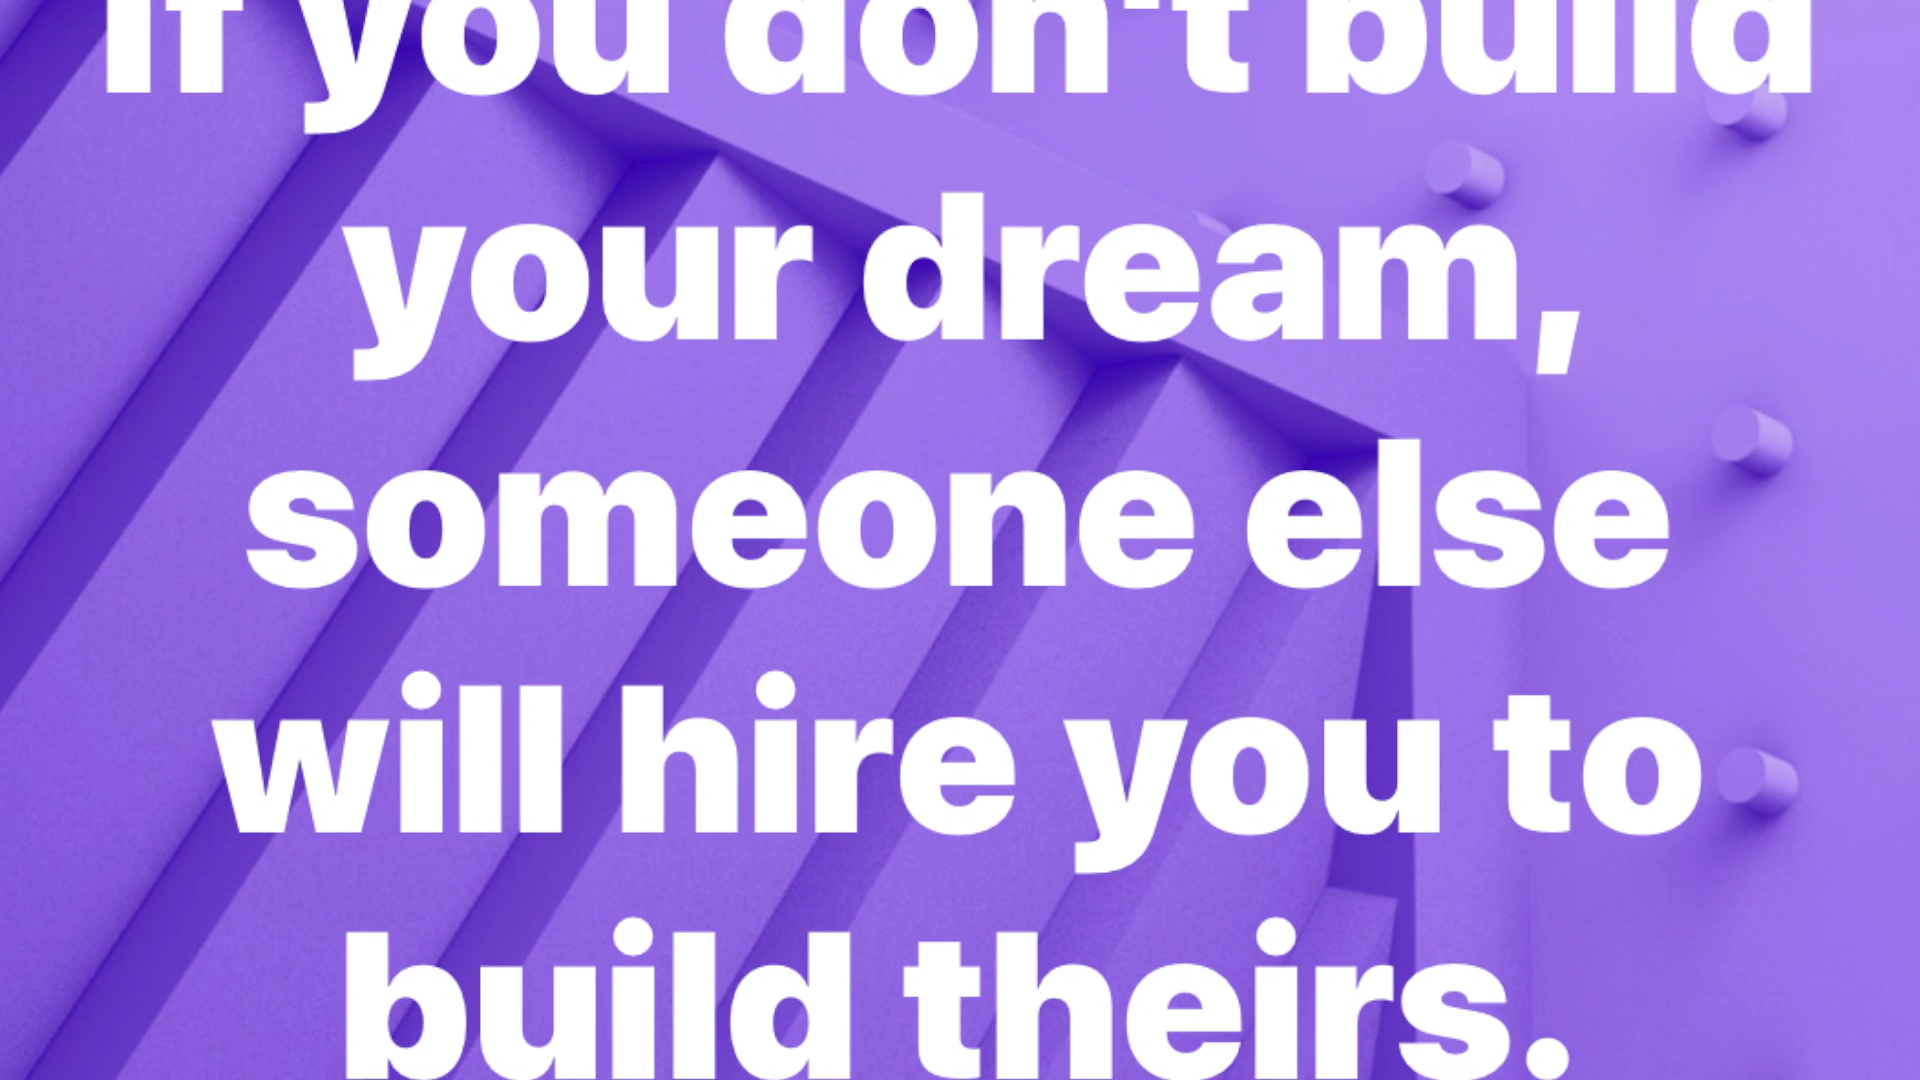 If you don't build
your dream,
someone else
will hire you to
build theirs.